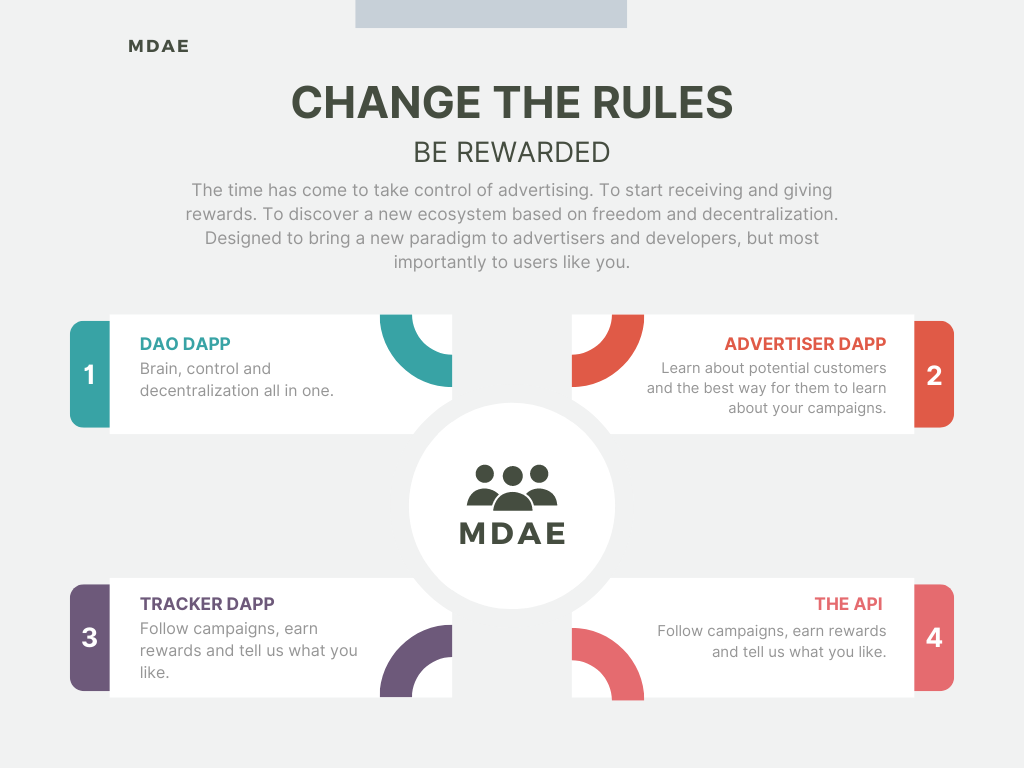 MDAE
CHANGE THE RULES
BE REWARDED
The time has come to take control of advertising. To start receiving and giving
rewards. To discover a new ecosystem based on freedom and decentralization.
Designed to bring a new paradigm to advertisers and developers, but most
importantly to users like you.
1
DAO DAPP
Brain, control and
decentralization all in one.
ADVERTISER DAPP
Learn about potential customers
and the best way for them to learn
about your campaigns.
2
MDAE
3
TRACKER DAPP
Follow campaigns, earn
rewards and tell us what you
like.
THE API
Follow campaigns, earn rewards
and tell us what you like.
4